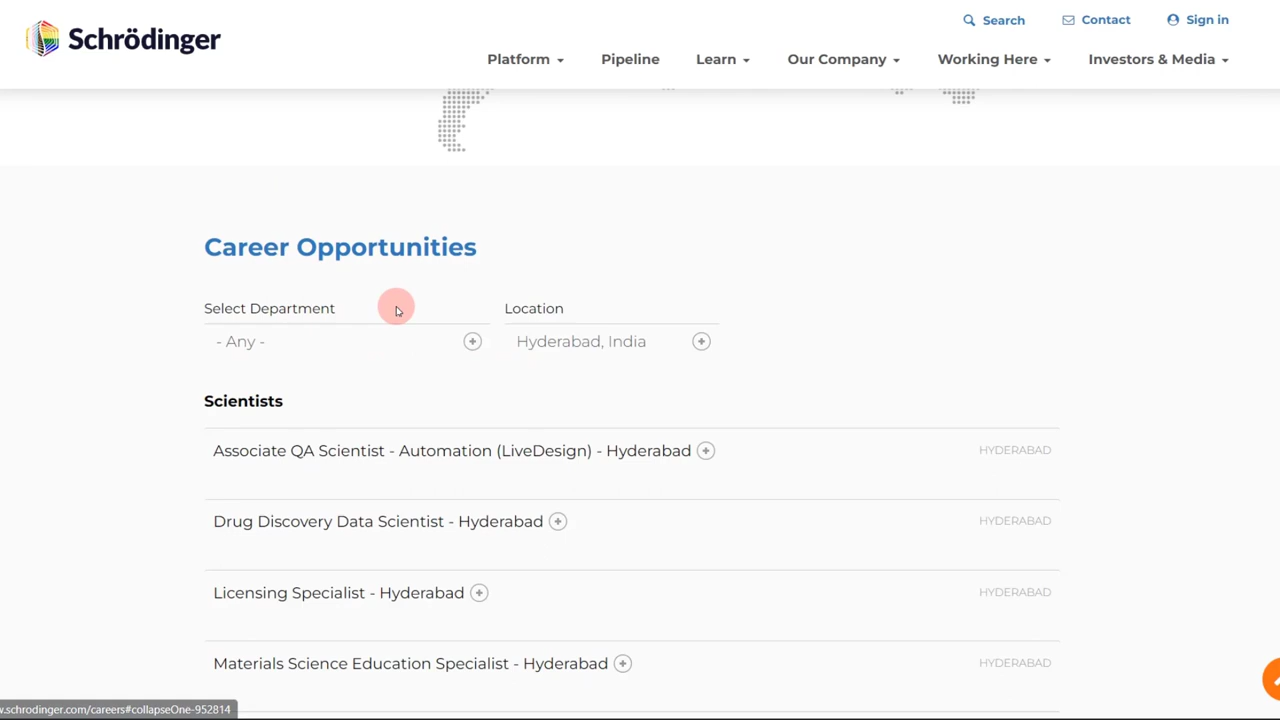 Search Contact Sign in
Schrödinger
Platform Pipeline Learn Our Company Working Here Investors & Media
Career Opportunities
Select Department Location
- Any - Hyderabad, India
Scientists
Associate QA Scientist - Automation (LiveDesign) - Hyderabad HYDERABAD
Drug Discovery Data Scientist - Hyderabad HYDERABAD
Licensing Specialist - Hyderabad HYDERABAD
Materials Science Education Specialist - Hyderabad HYDERABAD
w.schrodinger.com/careers#collapseOne-952814